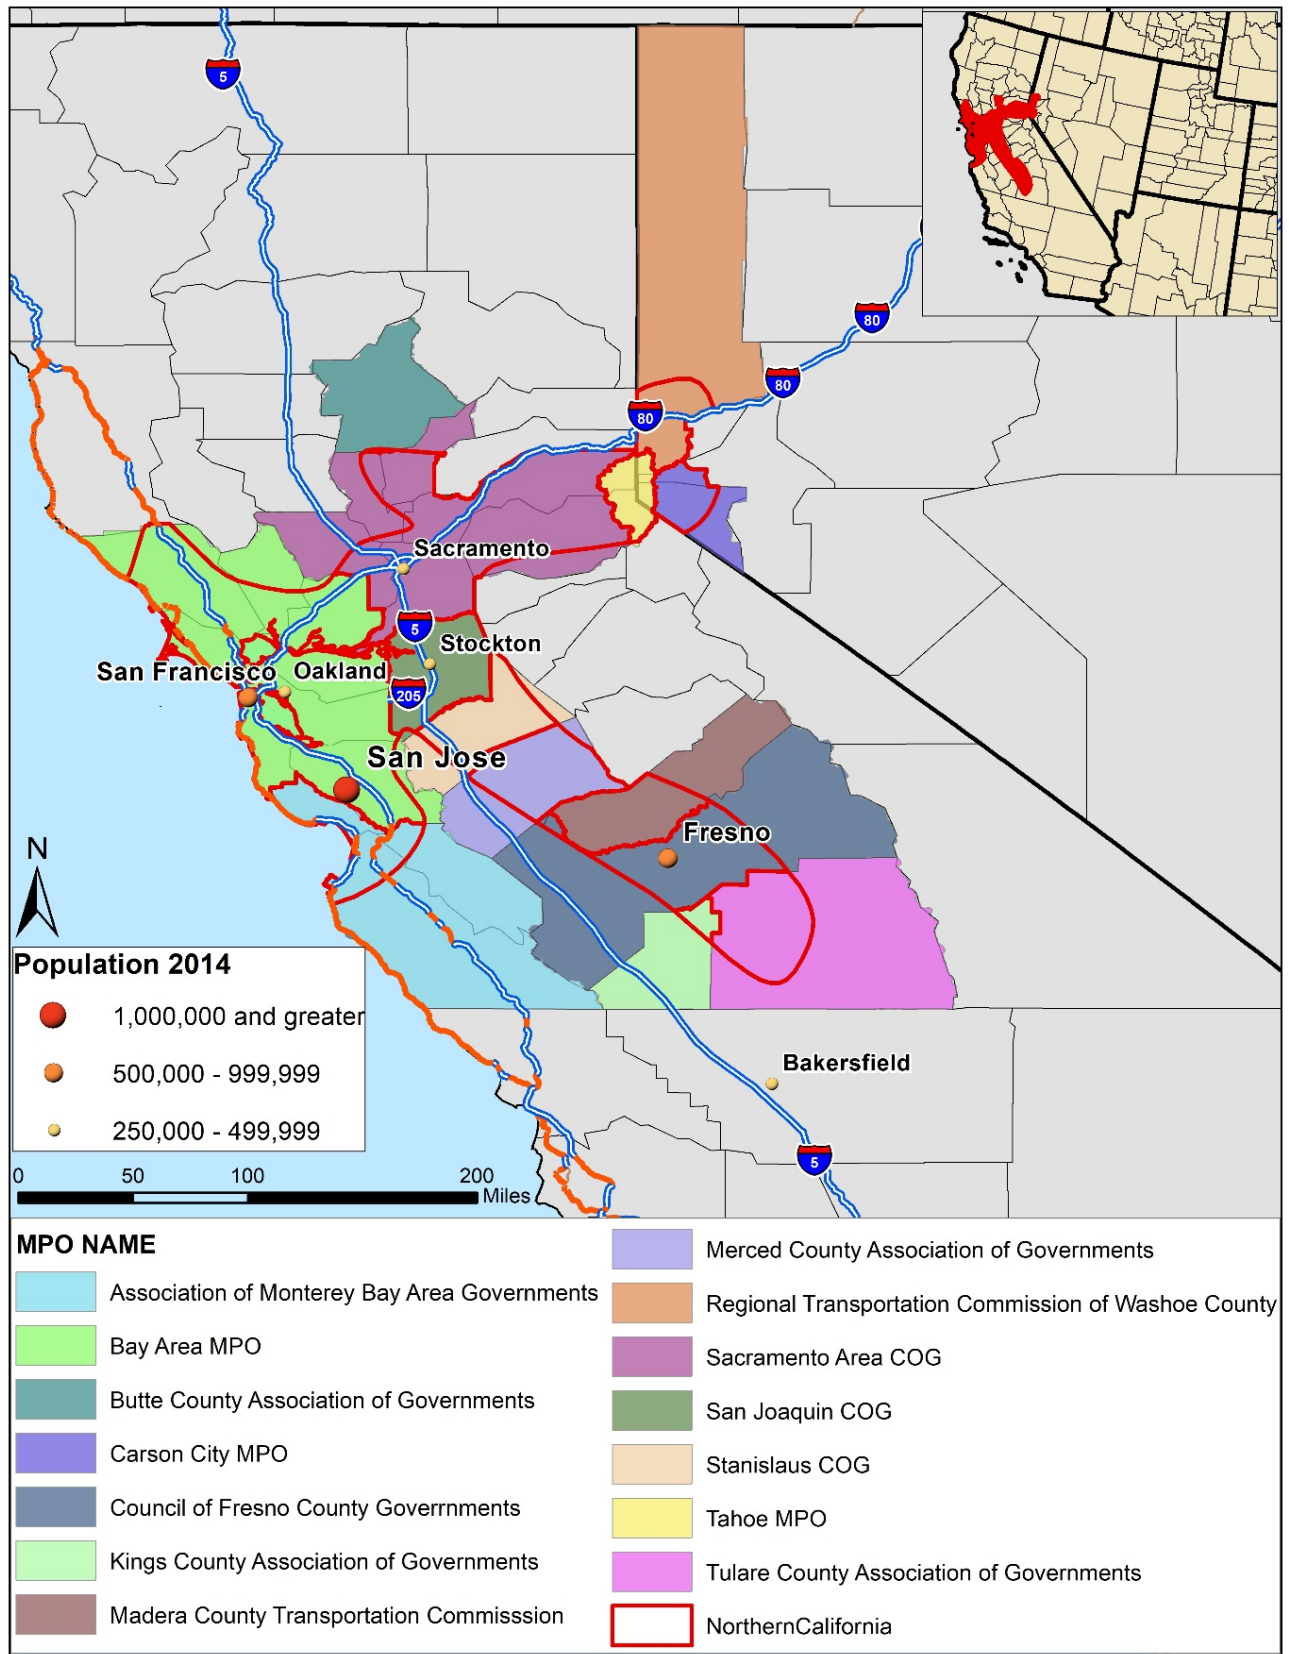 5
80
80
80
Sacramento
5
Stockton
San Francisco
Oakland
205
San Jose
Fresno
N
Population 2014
1,000,000 and greater
500,000 - 999,999
250,000 - 499,999
Bakersfield
5
0 50 100 200
Miles
MPO NAME
Association of Monterey Bay Area Governments
Bay Area MPO
Butte County Association of Governments
Carson City MPO
Council of Fresno County Goverrnments
Kings County Association of Governments
Madera County Transportation Commisssion
Merced County Association of Governments
Regional Transportation Commission of Washoe County
Sacramento Area COG
San Joaquin COG
Stanislaus COG
Tahoe MPO
Tulare County Association of Governments
NorthernCalifornia